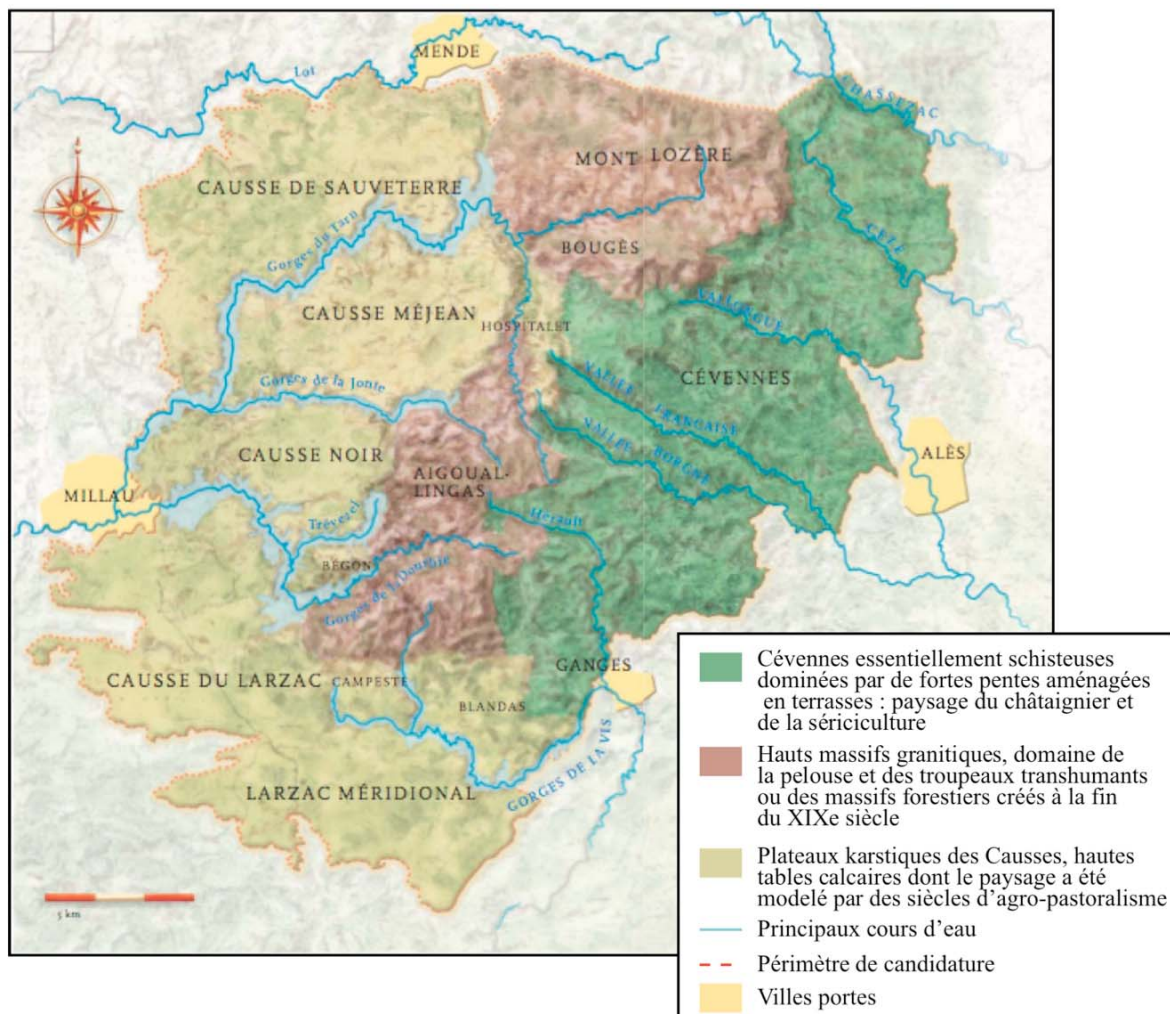 MENDE
Lot
CHASSEZAC
MONT LOZÈRE
CAUSSE DE SAUVETERRE
Gorges du Tarn
CÈZE
BOUGÈS
VALLONGUE
CAUSSE MÉJEAN
HOSPITALET
Gorges de la Jonte
CÉVENNES
VALLÉE FRANÇAISE
VALLÉE BORGNE
CAUSSE NOIR
ALÈS
AIGOUAL-
LINGAS
MILLAU
Hérault
Trévezel
BÉGON
Gorges de la Dourbie
GANGES
CAUSSE DU LARZAC
CAMPESTE
BLANDAS
GORGES DE LA VIS
LARZAC MÉRIDIONAL
5 km
Cévennes essentiellement schisteuses
dominées par de fortes pentes aménagées
en terrasses : paysage du châtaignier et
de la sériciculture
Hauts massifs granitiques, domaine de
la pelouse et des troupeaux transhumants
ou des massifs forestiers créés à la fin
du XIXe siècle
Plateaux karstiques des Causses, hautes
tables calcaires dont le paysage a été
modelé par des siècles d'agro-pastoralisme
Principaux cours d'eau
Périmètre de candidature
Villes portes